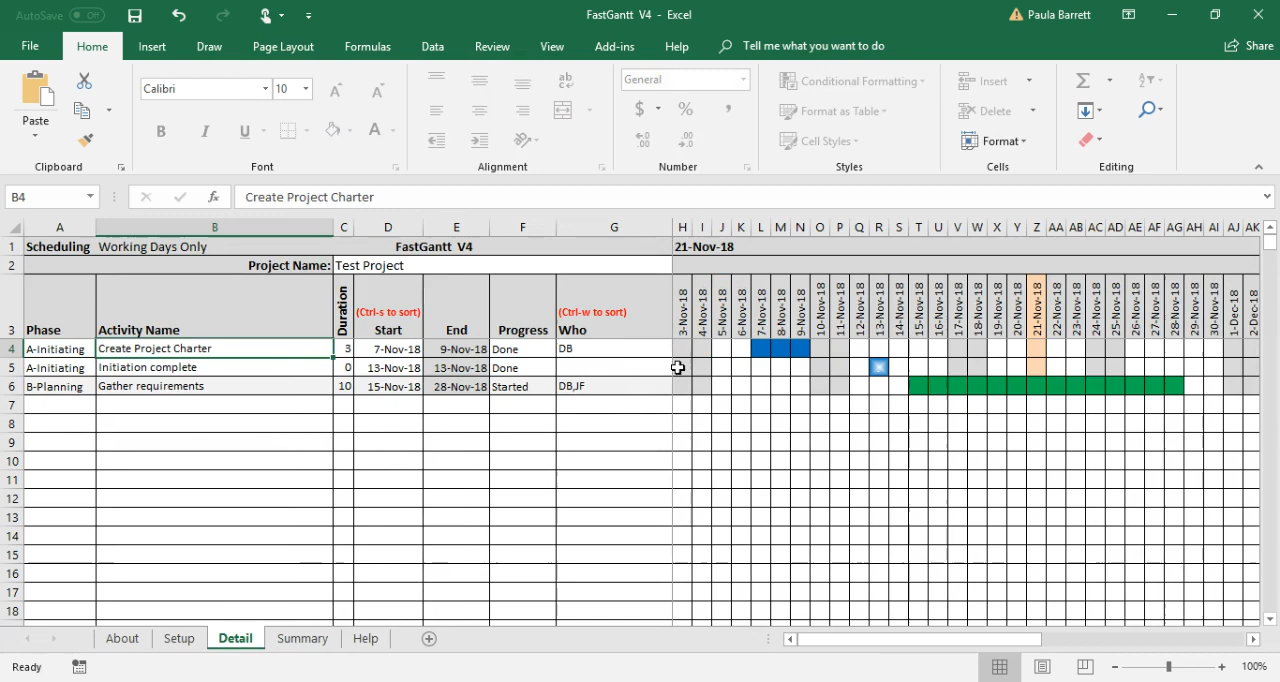 AutoSave Off
FastGantt V4 - Excel
Paula Barrett
File Home Insert Draw Page Layout Formulas Data Review View Add-ins Help Tell me what you want to do Share
Paste
Calibri 10
B I U A
ab
General
$ % ,
Conditional Formatting
Format as Table
Cell Styles
Insert
Delete
Format
Clipboard Font Alignment Number Styles Cells Editing
B4 fx Create Project Charter
A B C D E F G H I J K L M N O P Q R S T U V W X Y Z AA AB AC AD AE AF AG AH AI AJ AK
1 Scheduling Working Days Only FastGantt V4 21-Nov-18
2 Project Name: Test Project
3 Phase Activity Name Duration (Ctrl-s to sort) Start End Progress (Ctrl-w to sort) Who 3-Nov-18 4-Nov-18 5-Nov-18 6-Nov-18 7-Nov-18 8-Nov-18 9-Nov-18 10-Nov-18 11-Nov-18 12-Nov-18 13-Nov-18 14-Nov-18 15-Nov-18 16-Nov-18 17-Nov-18 18-Nov-18 19-Nov-18 20-Nov-18 21-Nov-18 22-Nov-18 23-Nov-18 24-Nov-18 25-Nov-18 26-Nov-18 27-Nov-18 28-Nov-18 29-Nov-18 30-Nov-18 1-Dec-18 2-Dec-18
4 A-Initiating Create Project Charter 3 7-Nov-18 9-Nov-18 Done DB
5 A-Initiating Initiation complete 0 13-Nov-18 13-Nov-18 Done
6 B-Planning Gather requirements 10 15-Nov-18 28-Nov-18 Started DB,JF
7
8
9
10
11
12
13
14
15
16
17
18
About Setup Detail Summary Help
Ready 100%